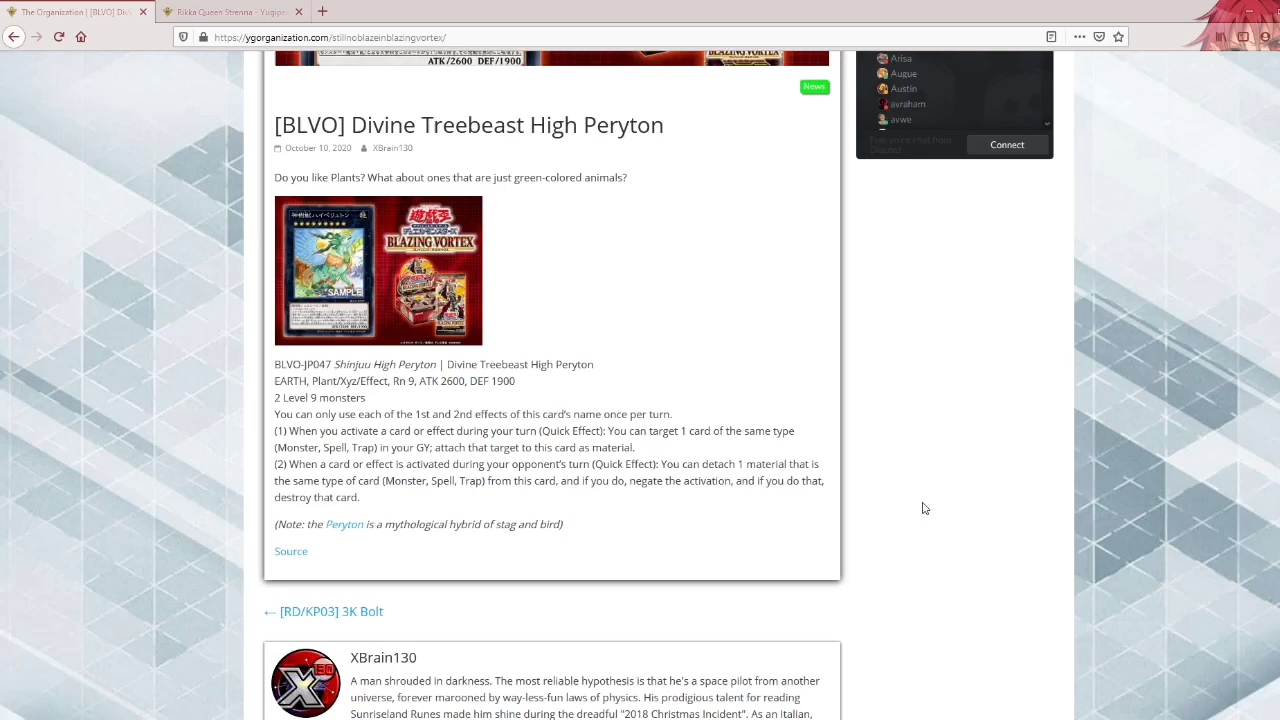 The Organization | [BLVO] Div
Rikka Queen Strenna - Yugipe
https://ygorganization.com/stillnoblazeinblazingvortex/
ATK/2600 DEF/1900
BLAZING VORTEX
Arisa
Augue
Austin
avraham
avwe
Free voice chat from Discord
Connect
News
[BLVO] Divine Treebeast High Peryton
October 10, 2020 XBrain130
Do you like Plants? What about ones that are just green-colored animals?
遊戯王
BLAZING VORTEX
SAMPLE
BLVO-JP047 Shinjuu High Peryton | Divine Treebeast High Peryton
EARTH, Plant/Xyz/Effect, Rn 9, ATK 2600, DEF 1900
2 Level 9 monsters
You can only use each of the 1st and 2nd effects of this card’s name once per turn.
(1) When you activate a card or effect during your turn (Quick Effect): You can target 1 card of the same type
(Monster, Spell, Trap) in your GY; attach that target to this card as material.
(2) When a card or effect is activated during your opponent’s turn (Quick Effect): You can detach 1 material that is
the same type of card (Monster, Spell, Trap) from this card, and if you do, negate the activation, and if you do that,
destroy that card.
(Note: the Peryton is a mythological hybrid of stag and bird)
Source
← [RD/KP03] 3K Bolt
XBrain130
A man shrouded in darkness. The most reliable hypothesis is that he's a space pilot from another
universe, forever marooned by way-less-fun laws of physics. His prodigious talent for reading
Sunriseland Runes made him shine during the dreadful "2018 Christmas Incident". As an Italian,